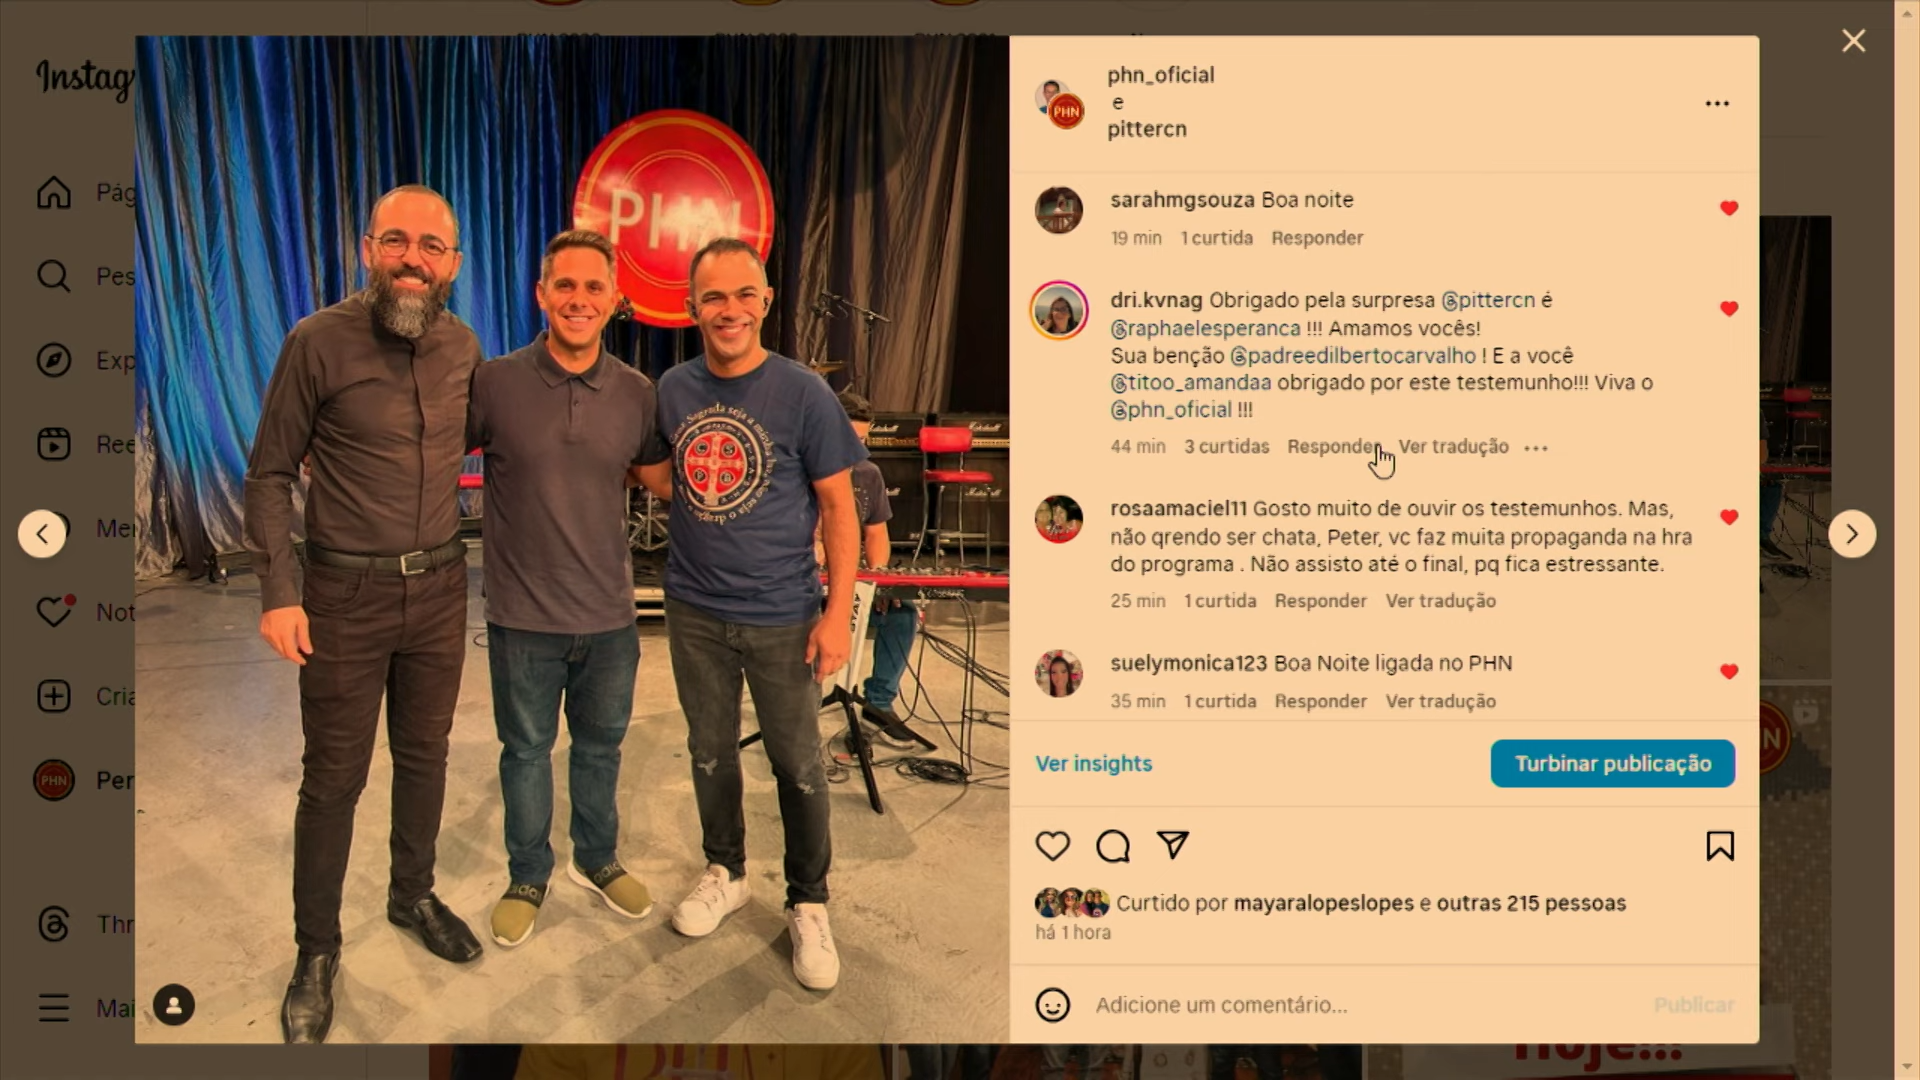 Instag
phn_oficial
e
pittercn
PHN
sarahmgsouza Boa noite
19 min 1 curtida Responder
dri.kvnag Obrigado pela surpresa @pittercn é
@raphaelesperanca !!! Amamos vocês!
Sua benção @padreedilbertocarvalho ! E a você
@titoo_amandaa obrigado por este testemunho!!! Viva o
@phn_oficial !!!
44 min 3 curtidas Responder Ver tradução
rosaamaciel11 Gosto muito de ouvir os testemunhos. Mas,
não qrendo ser chata, Peter, vc faz muita propaganda na hra
do programa . Não assisto até o final, pq fica estressante.
25 min 1 curtida Responder Ver tradução
suelymonica123 Boa Noite ligada no PHN
35 min 1 curtida Responder Ver tradução
Ver insights
Turbinar publicação
Curtido por mayaralopeslopes e outras 215 pessoas
há 1 hora
Adicione um comentário...
Publicar
Pág
Pes
Exp
Ree
Me
Not
Cria
PHN
Per
Thr
Mai
PHN
Marshall
hoje!!!